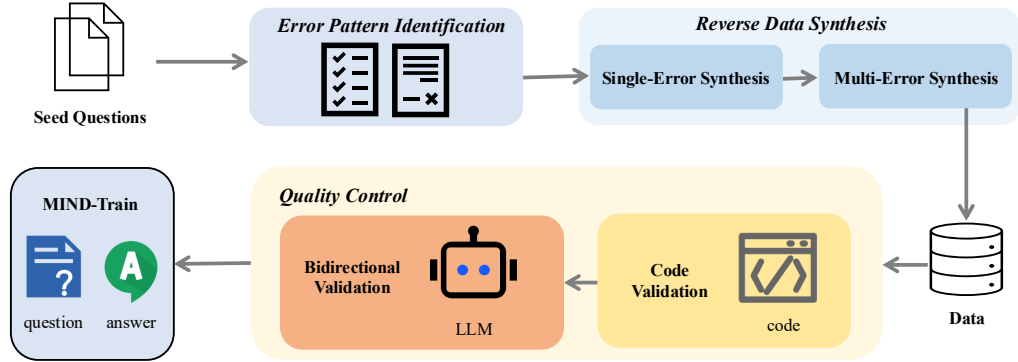 Error Pattern Identification
Reverse Data Synthesis
Single-Error Synthesis
Multi-Error Synthesis
Seed Questions
Quality Control
MIND-Train
Bidirectional
Validation
Code
Validation
?
A
</>
question
answer
LLM
code
Data